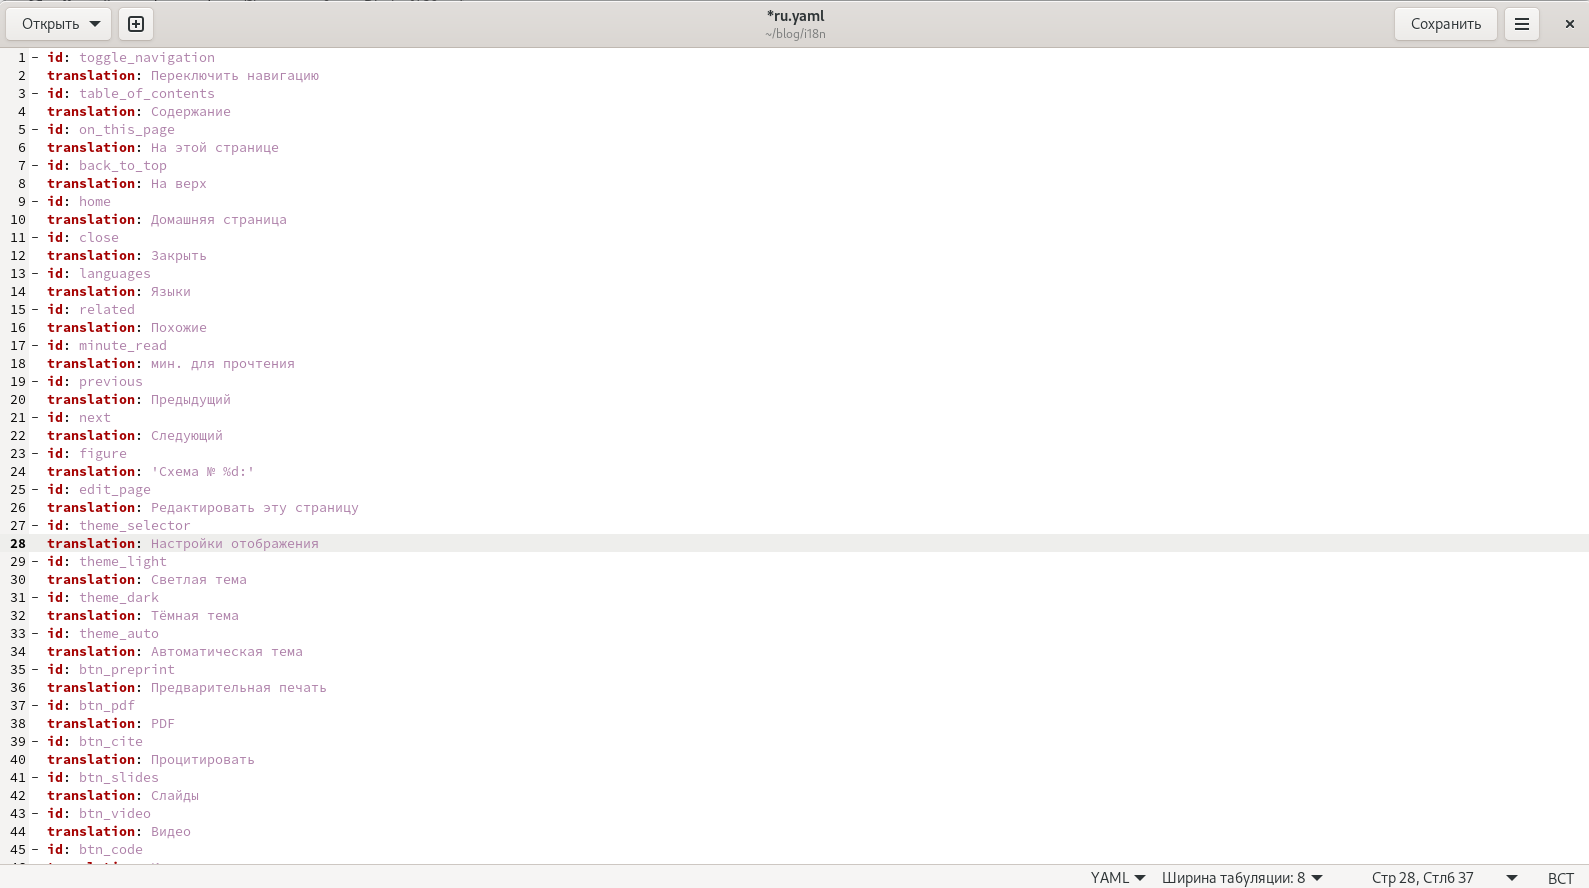 Открыть
*ru.yaml
~/blog/i18n
Сохранить
1 - id: toggle_navigation
2 translation: Переключить навигацию
3 - id: table_of_contents
4 translation: Содержание
5 - id: on_this_page
6 translation: На этой странице
7 - id: back_to_top
8 translation: На верх
9 - id: home
10 translation: Домашняя страница
11 - id: close
12 translation: Закрыть
13 - id: languages
14 translation: Языки
15 - id: related
16 translation: Похожие
17 - id: minute_read
18 translation: мин. для прочтения
19 - id: previous
20 translation: Предыдущий
21 - id: next
22 translation: Следующий
23 - id: figure
24 translation: 'Схема № %d:'
25 - id: edit_page
26 translation: Редактировать эту страницу
27 - id: theme_selector
28 translation: Настройки отображения
29 - id: theme_light
30 translation: Светлая тема
31 - id: theme_dark
32 translation: Тёмная тема
33 - id: theme_auto
34 translation: Автоматическая тема
35 - id: btn_preprint
36 translation: Предварительная печать
37 - id: btn_pdf
38 translation: PDF
39 - id: btn_cite
40 translation: Процитировать
41 - id: btn_slides
42 translation: Слайды
43 - id: btn_video
44 translation: Видео
45 - id: btn_code
YAML Ширина табуляции: 8 Стр 28, Стлб 37 ВСТ